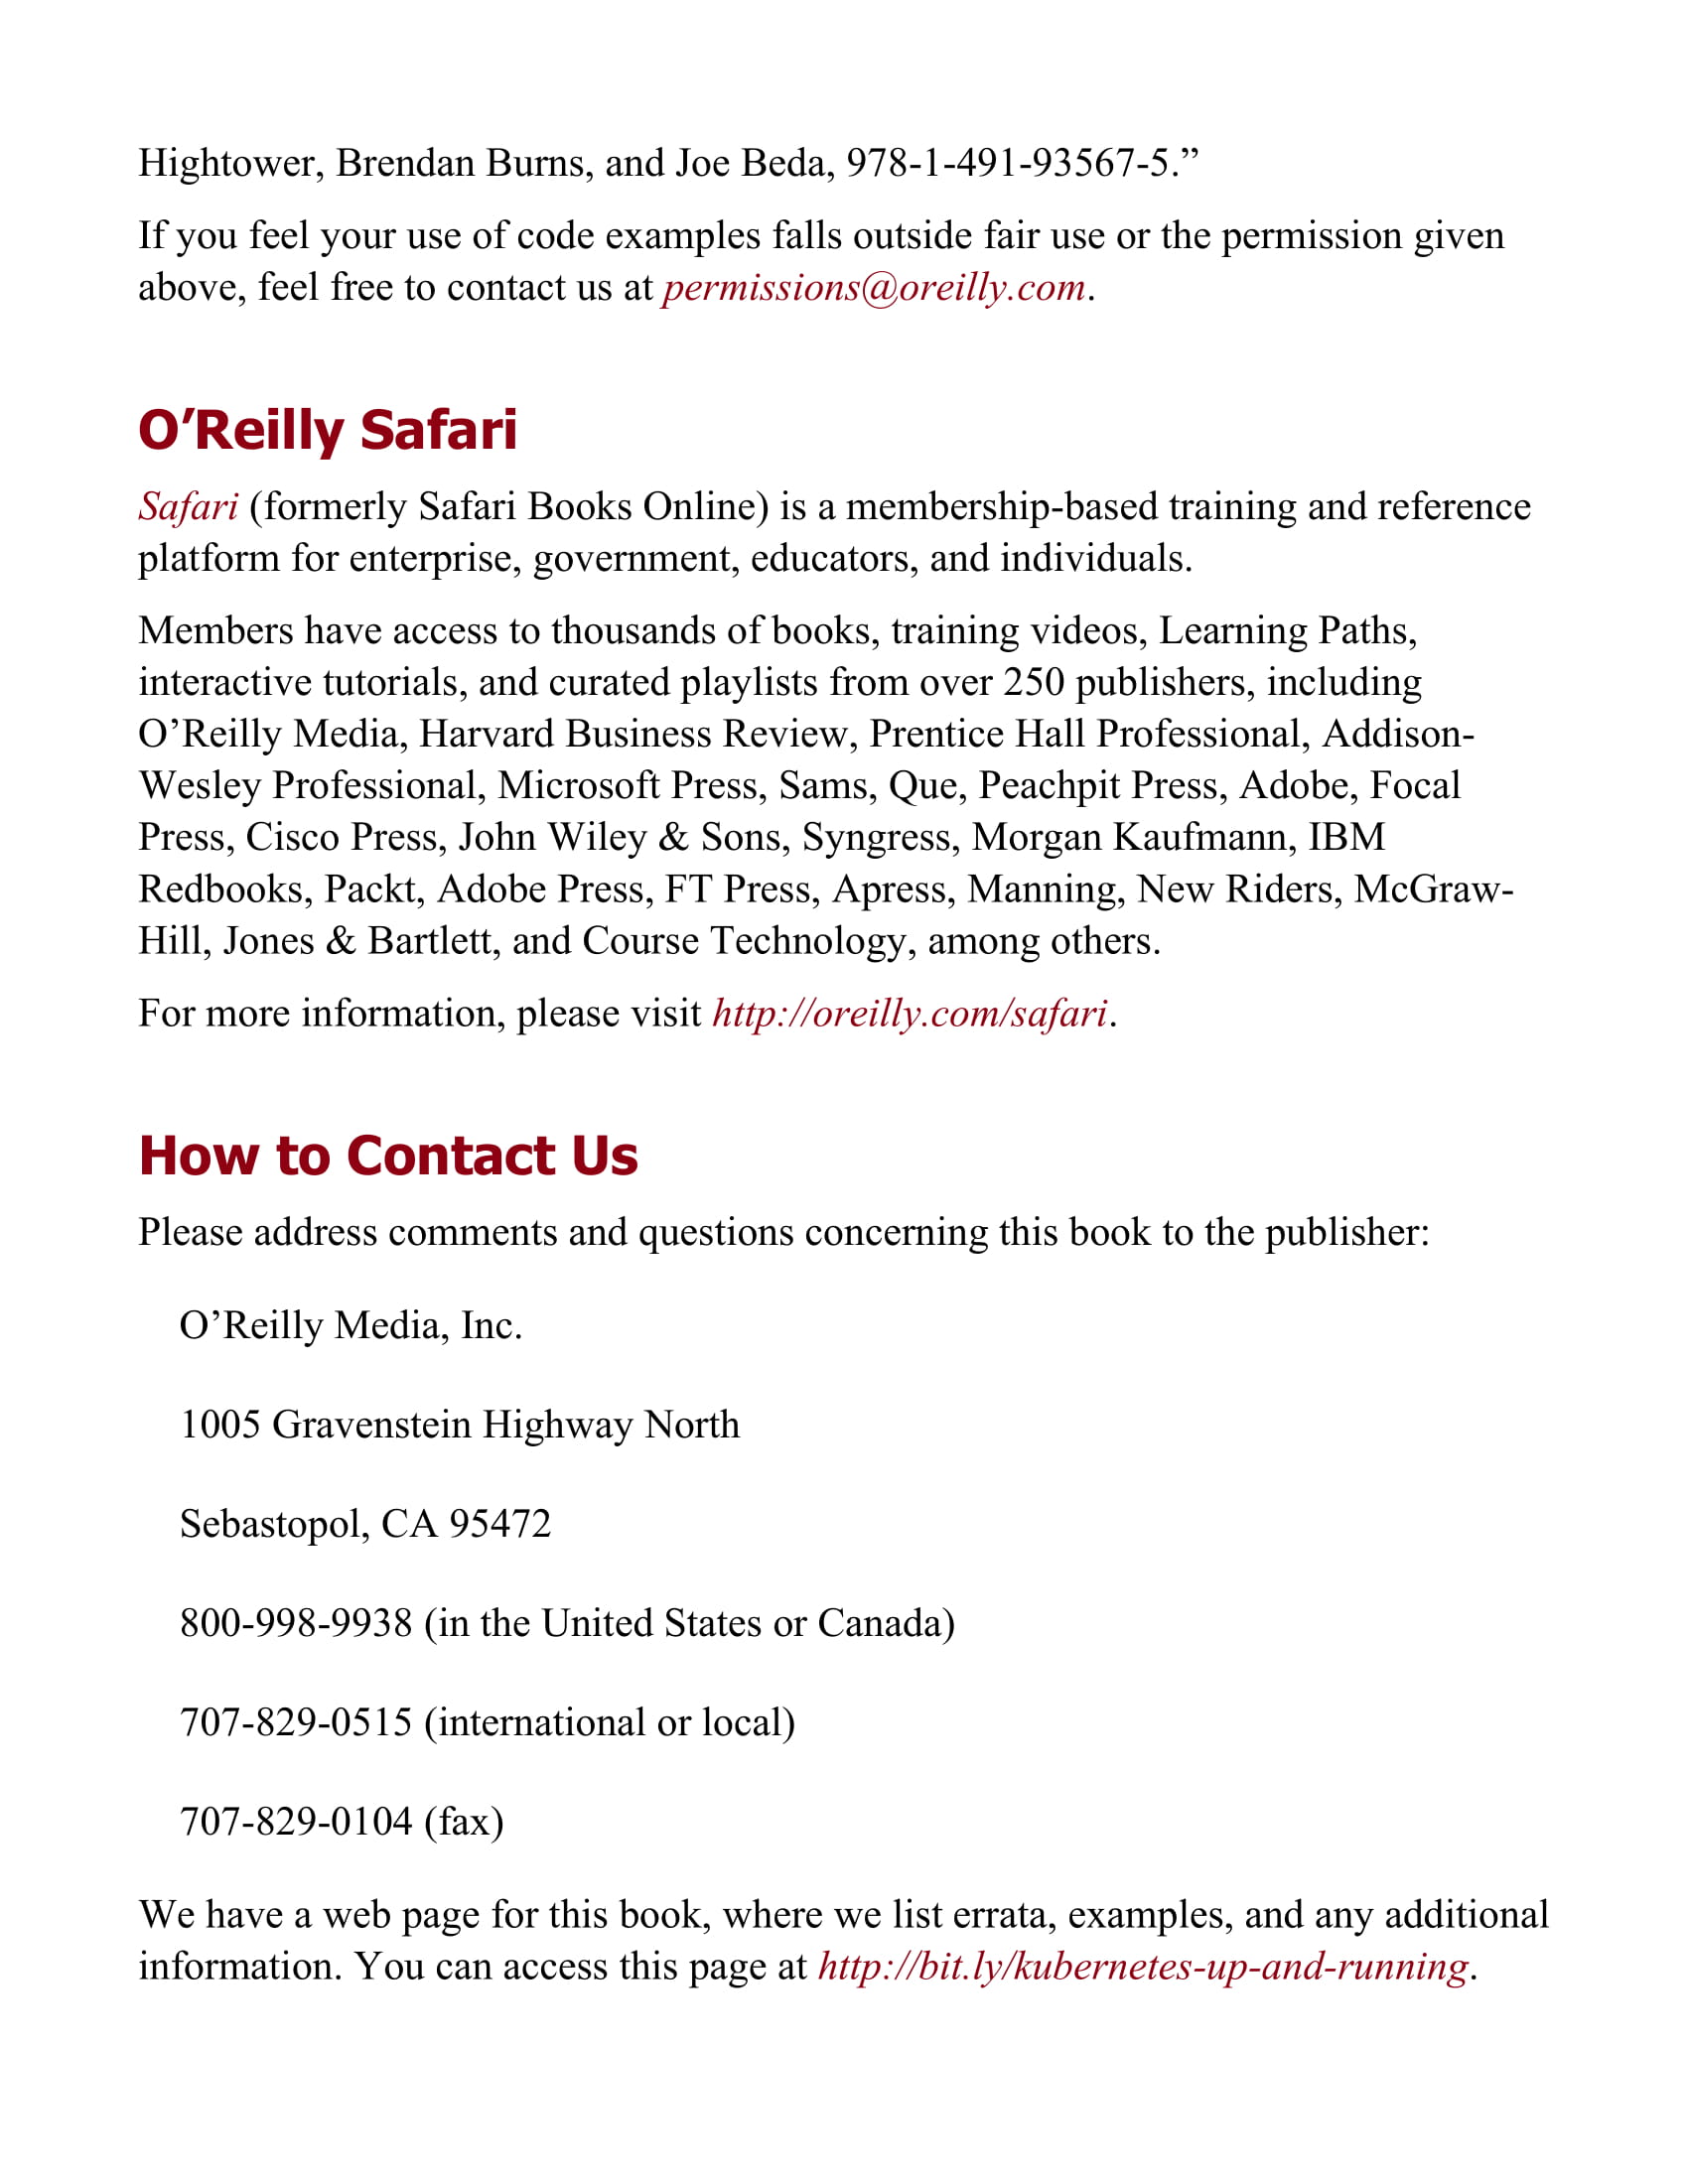 Hightower, Brendan Burns, and Joe Beda, 978-1-491-93567-5.”
If you feel your use of code examples falls outside fair use or the permission given
above, feel free to contact us at permissions@oreilly.com.
O’Reilly Safari
Safari (formerly Safari Books Online) is a membership-based training and reference
platform for enterprise, government, educators, and individuals.
Members have access to thousands of books, training videos, Learning Paths,
interactive tutorials, and curated playlists from over 250 publishers, including
O’Reilly Media, Harvard Business Review, Prentice Hall Professional, Addison-
Wesley Professional, Microsoft Press, Sams, Que, Peachpit Press, Adobe, Focal
Press, Cisco Press, John Wiley & Sons, Syngress, Morgan Kaufmann, IBM
Redbooks, Packt, Adobe Press, FT Press, Apress, Manning, New Riders, McGraw-
Hill, Jones & Bartlett, and Course Technology, among others.
For more information, please visit http://oreilly.com/safari.
How to Contact Us
Please address comments and questions concerning this book to the publisher:
O’Reilly Media, Inc.
1005 Gravenstein Highway North
Sebastopol, CA 95472
800-998-9938 (in the United States or Canada)
707-829-0515 (international or local)
707-829-0104 (fax)
We have a web page for this book, where we list errata, examples, and any additional
information. You can access this page at http://bit.ly/kubernetes-up-and-running.